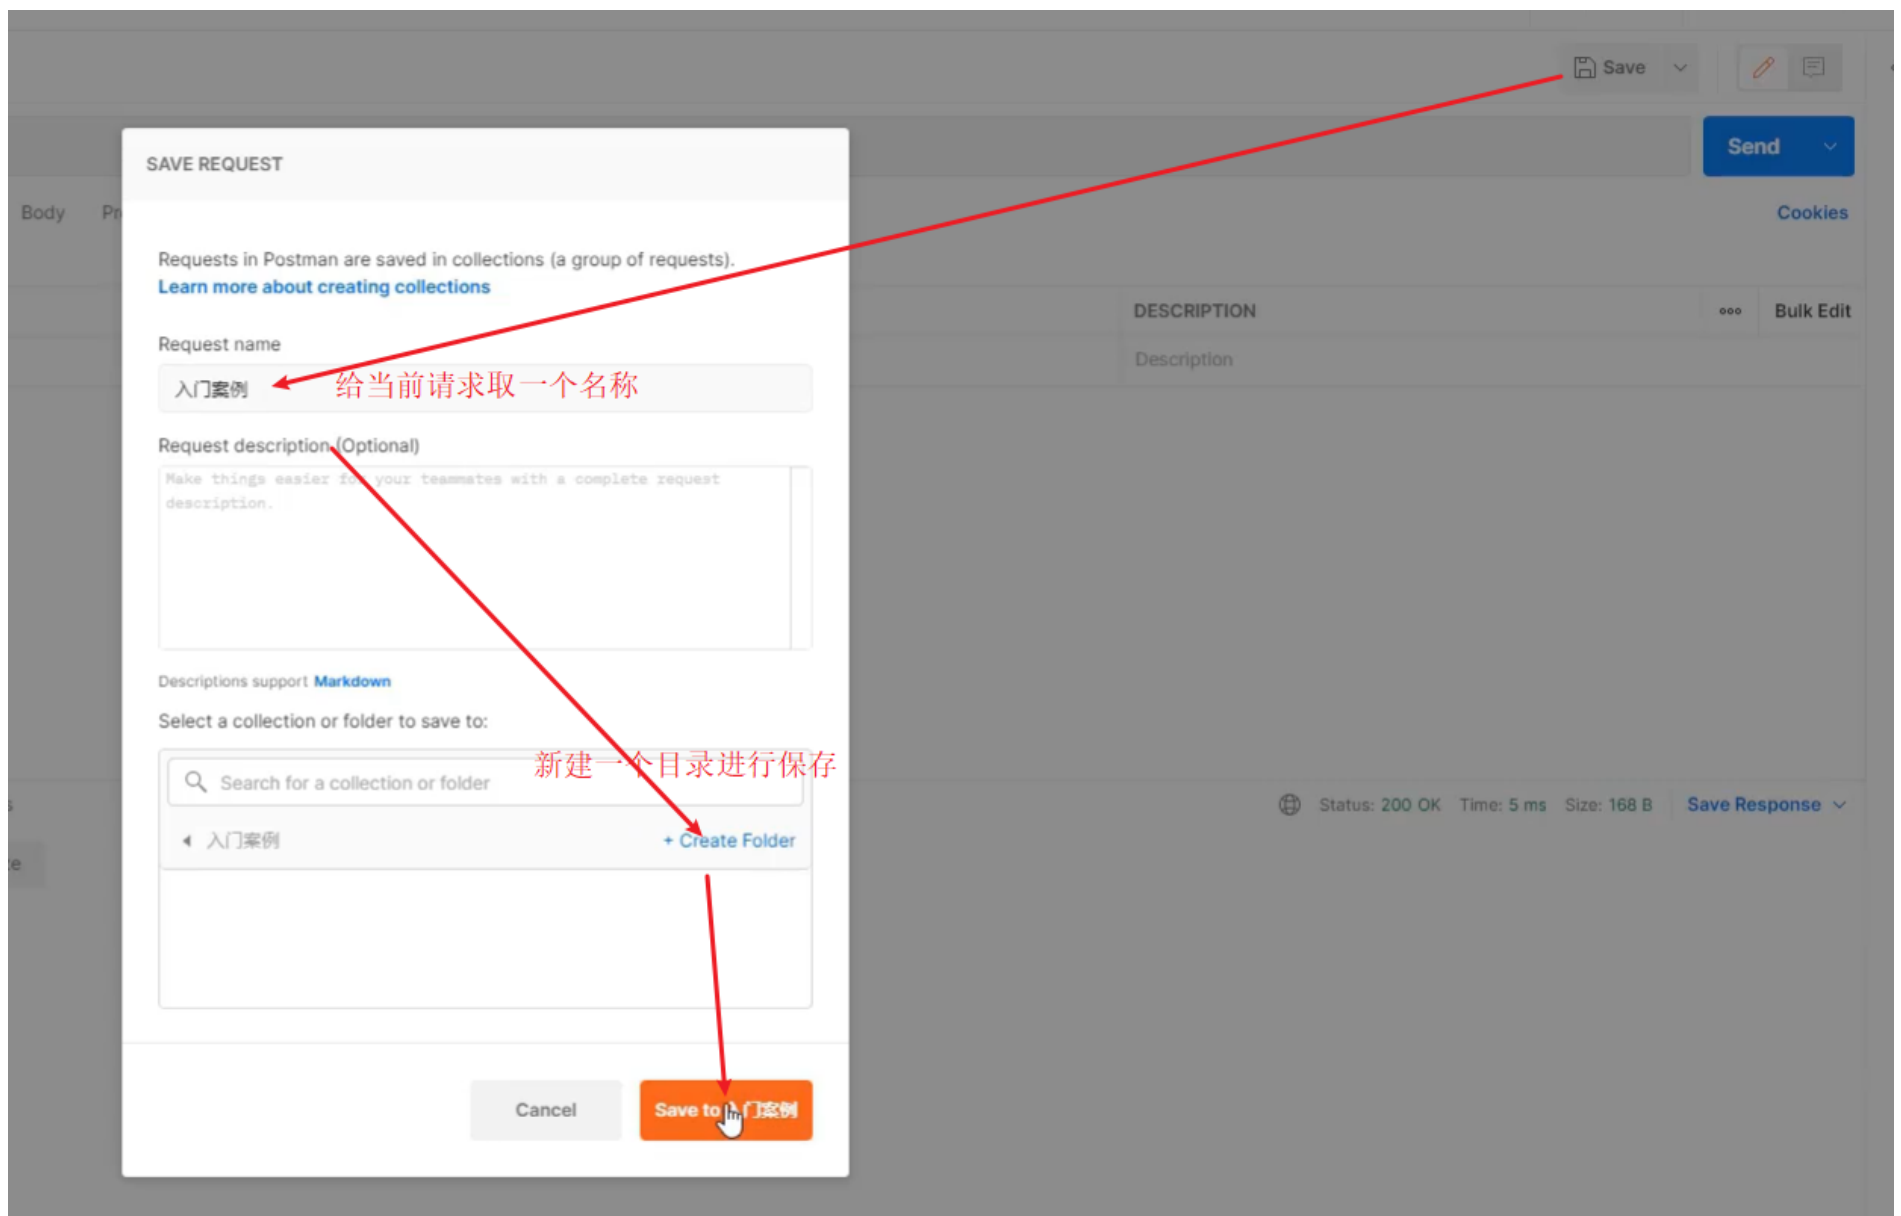 Save
SAVE REQUEST
Send
Body
Cookies
Requests in Postman are saved in collections (a group of requests).
Learn more about creating collections
DESCRIPTION
Bulk Edit
Request name
Description
入门案例
给当前请求取一个名称
Request description (Optional)
Make things easier for your teammates with a complete request
description.
Descriptions support Markdown
Select a collection or folder to save to:
新建一个目录进行保存
Search for a collection or folder
Status: 200 OK Time: 5 ms Size: 168 B Save Response
入门案例
+ Create Folder
Cancel
Save to 入门案例